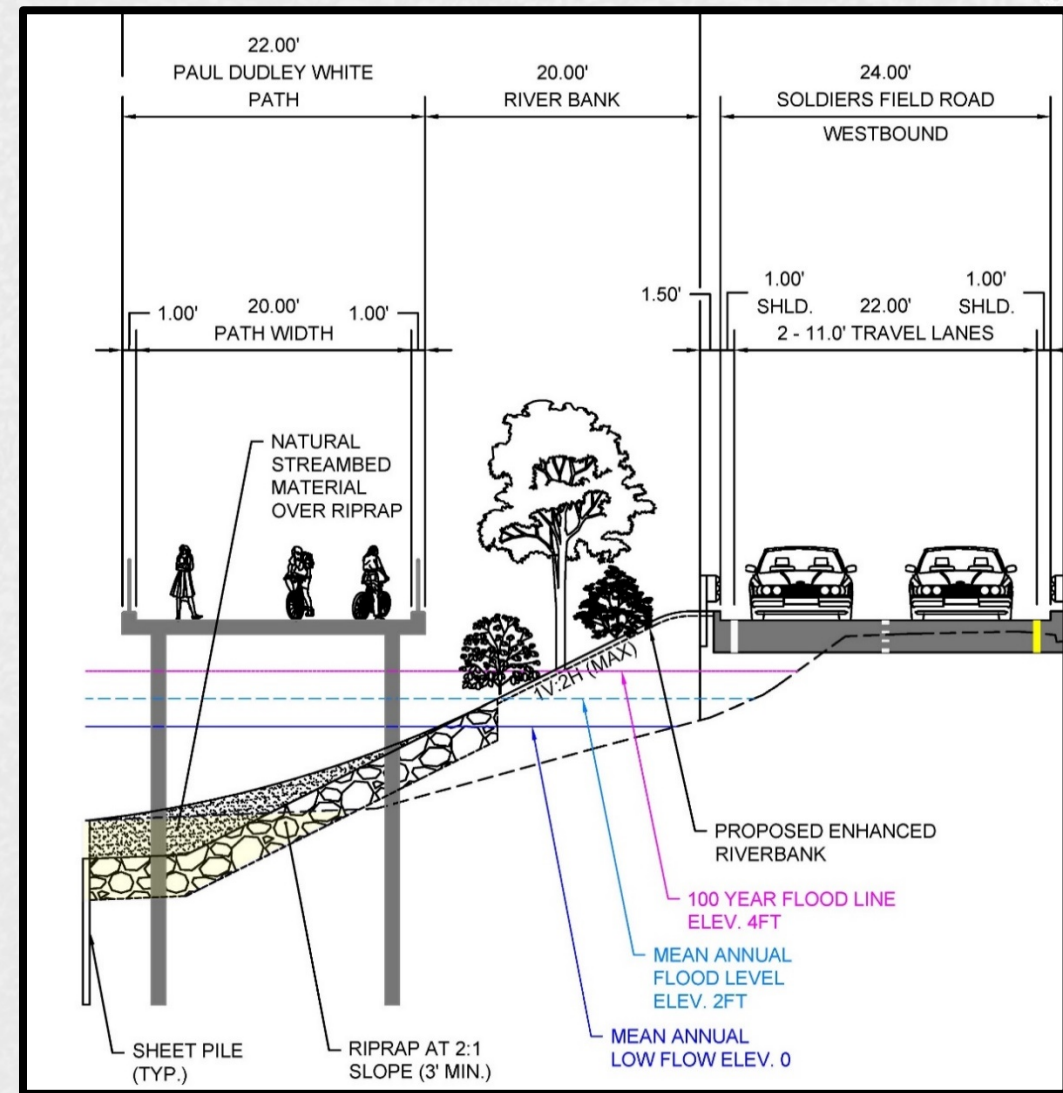 22.00'
PAUL DUDLEY WHITE
PATH
20.00'
RIVER BANK
24.00'
SOLDIERS FIELD ROAD
WESTBOUND
1.00'
20.00'
PATH WIDTH
1.00'
1.50'
1.00'
SHLD.
22.00'
2 - 11.0' TRAVEL LANES
1.00'
SHLD.
NATURAL
STREAMBED
MATERIAL
OVER RIPRAP
1V:2H (MAX)
PROPOSED ENHANCED
RIVERBANK
100 YEAR FLOOD LINE
ELEV. 4FT
MEAN ANNUAL
FLOOD LEVEL
ELEV. 2FT
MEAN ANNUAL
LOW FLOW ELEV. 0
SHEET PILE
(TYP.)
RIPRAP AT 2:1
SLOPE (3' MIN.)